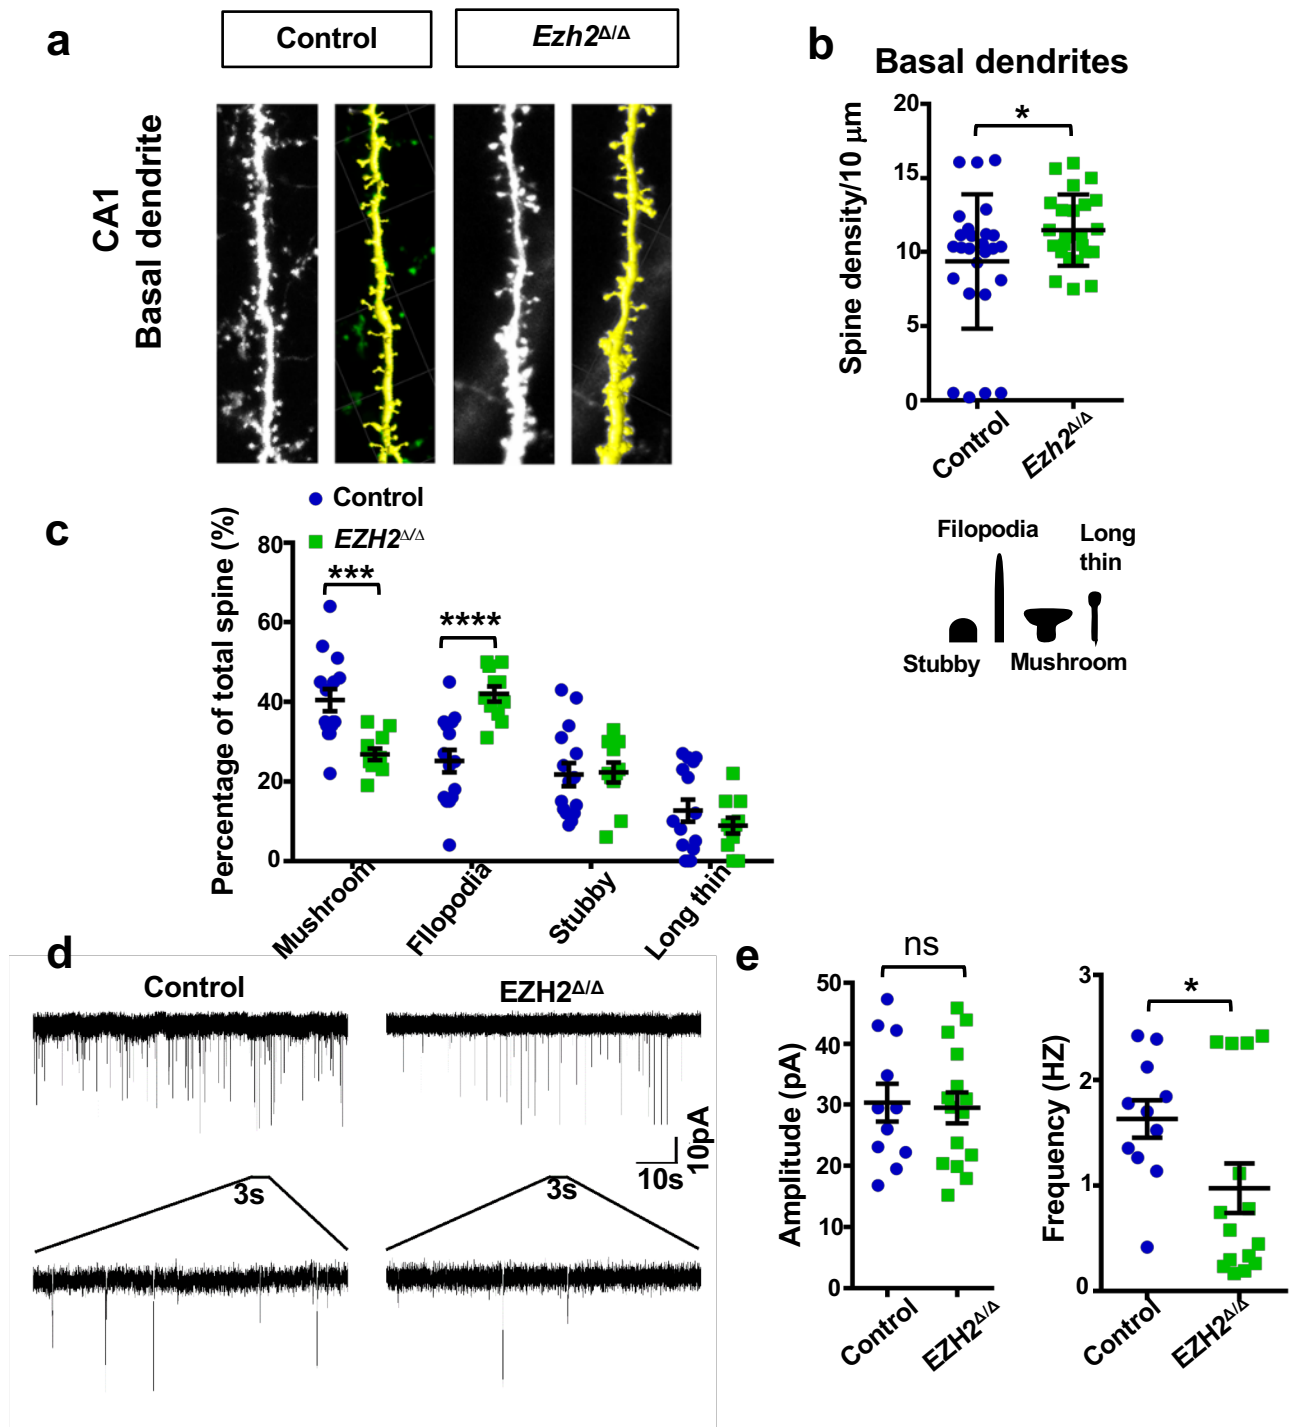 a
Control
Ezh2Δ/Δ
CA1
Basal dendrite
b
Basal dendrites
Spine density/10 μm
20
15
10
5
0
*
Control
Ezh2Δ/Δ
c
Control
EZH2Δ/Δ
Percentage of total spine (%)
80
60
40
20
0
***
****
Mushroom
FIlopodia
Stubby
Long thin
Filopodia
Long
thin
Stubby
Mushroom
d
Control
EZH2Δ/Δ
10pA
10s
3s
3s
e
ns
Amplitude (pA)
50
40
30
20
10
0
Control
EZH2Δ/Δ
*
Frequency (HZ)
3
2
1
0
Control
EZH2Δ/Δ